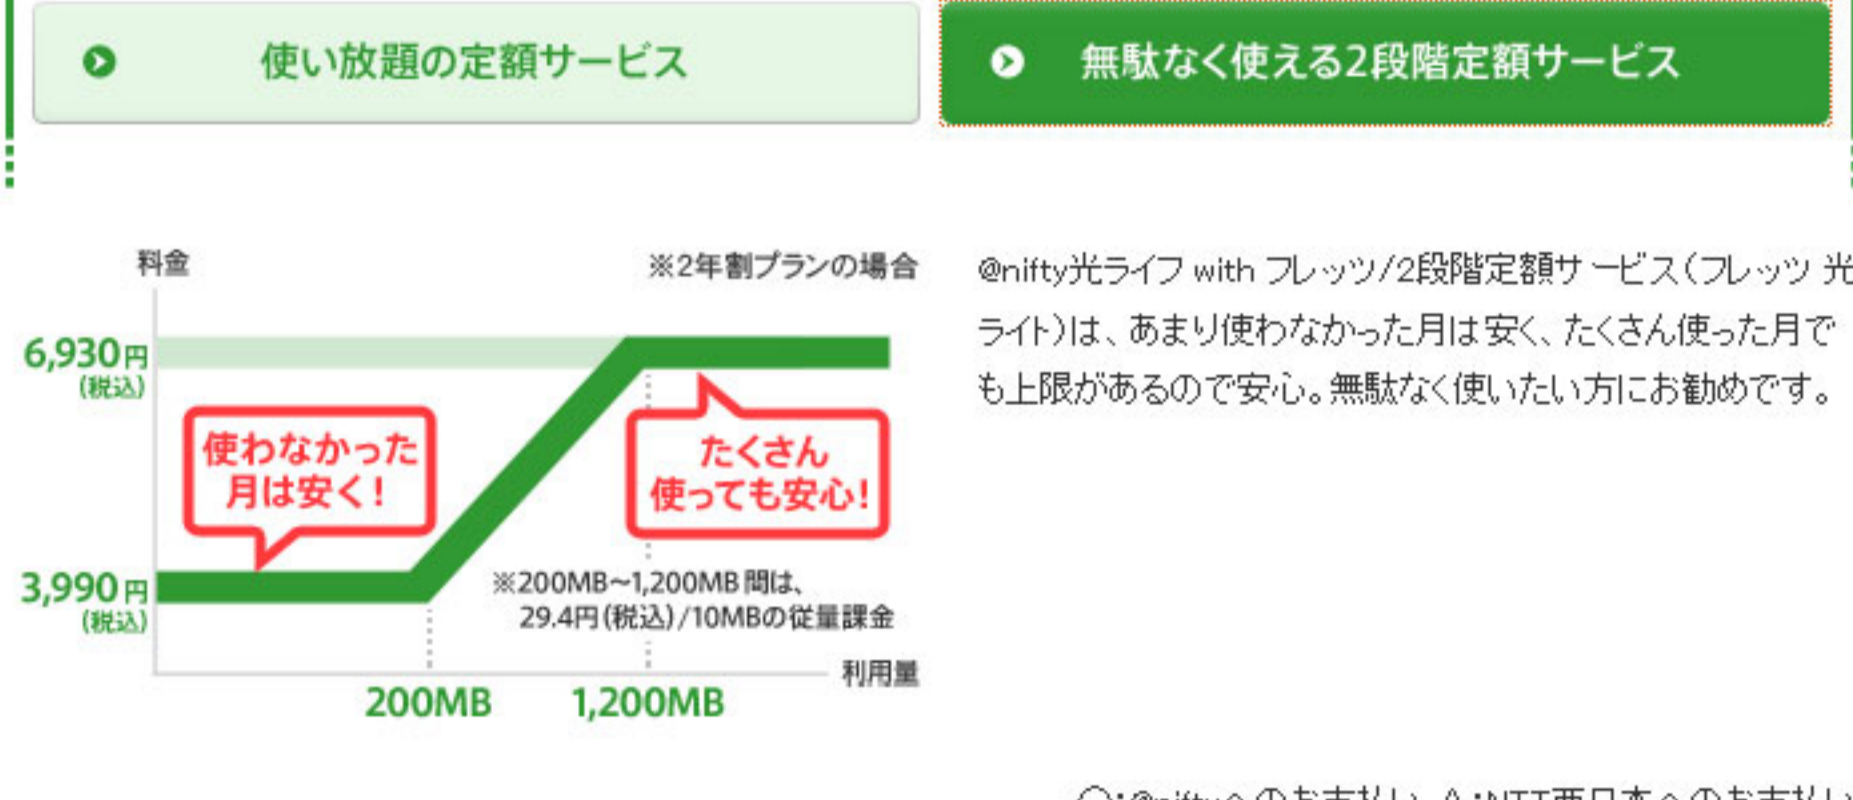 使い放題の定額サービス
無駄なく使える2段階定額サービス
料金
※2年割プランの場合
6,930円
(税込)
使わなかった
月は安く!
たくさん
使っても安心!
3,990円
(税込)
※200MB~1,200MB間は、
29.4円(税込)/10MBの従量課金
利用量
200MB
1,200MB
@nifty光ライフ with フレッツ/2段階定額サービス(フレッツ 光
ライト)は、あまり使わなかった月は安く、たくさん使った月で
も上限があるので安心。無駄なく使いたい方にお勧めです。